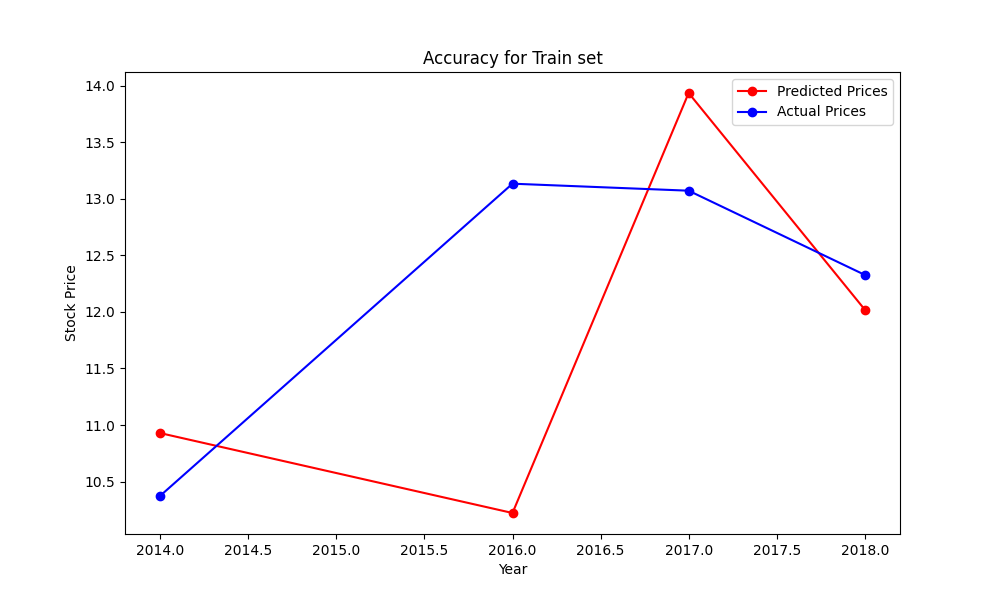 Accuracy for Train set
Predicted Prices
Actual Prices
14.0
13.5
13.0
12.5
12.0
11.5
11.0
10.5
Stock Price
2014.0 2014.5 2015.0 2015.5 2016.0 2016.5 2017.0 2017.5 2018.0
Year